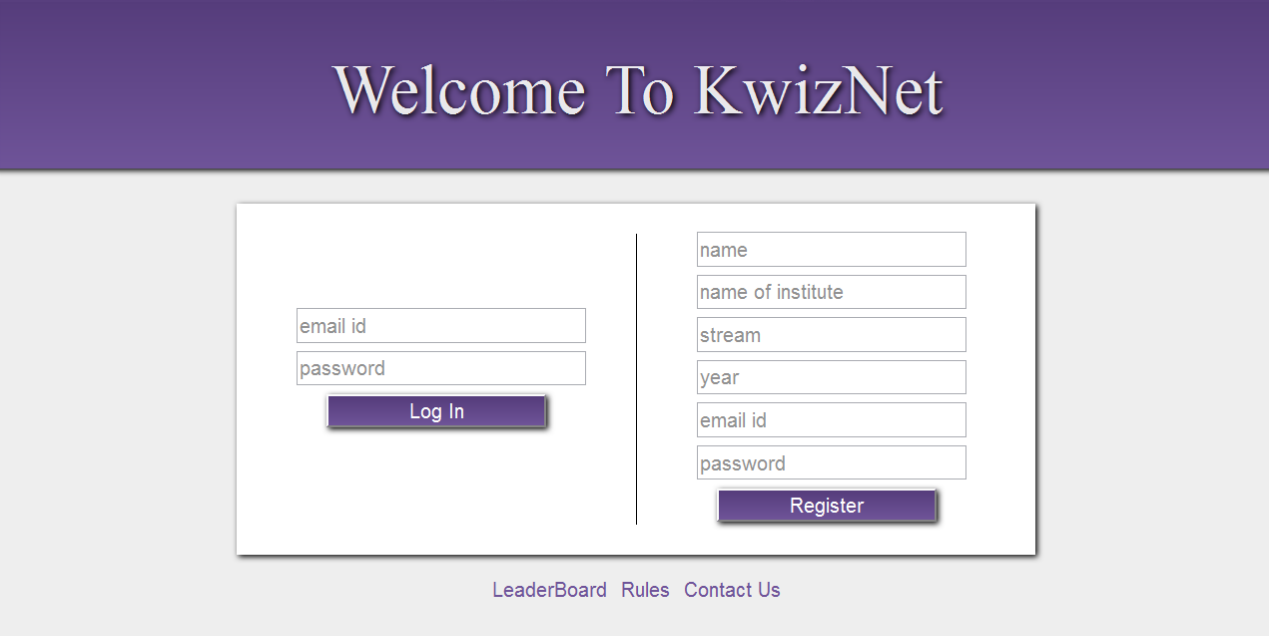 Welcome To KwizNet
email id
password
Log In
name
name of institute
stream
year
email id
password
Register
LeaderBoard Rules Contact Us